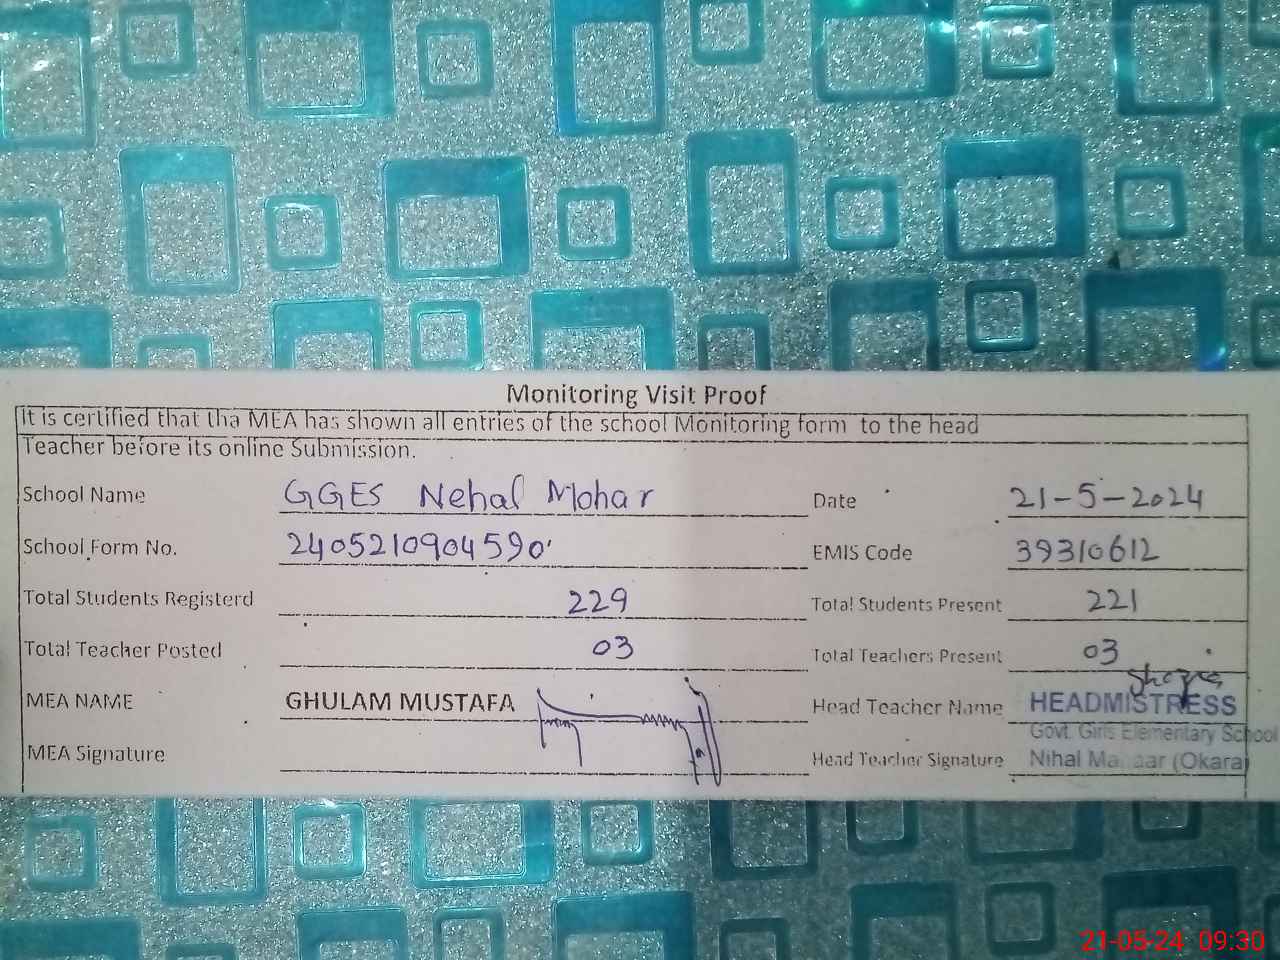 Monitoring Visit Proof
It is certified that tha MEA has shown all entries of the school Monitoring form to the head
Teacher before its online Submission.
School Name GGES Nehal Mohar Date 21-5-2024
School Form No. 2405210904590 EMIS Code 39310612
Total Students Registerd 229 Total Students Present 221
Total Teacher Posted 03 Total Teachers Present 03
MEA NAME GHULAM MUSTAFA Head Teacher Name HEADMISTRESS
Govt. Girls Elementary School
MEA Signature Head Teacher Signature Nihal (Okara)
21-05-24 09:30